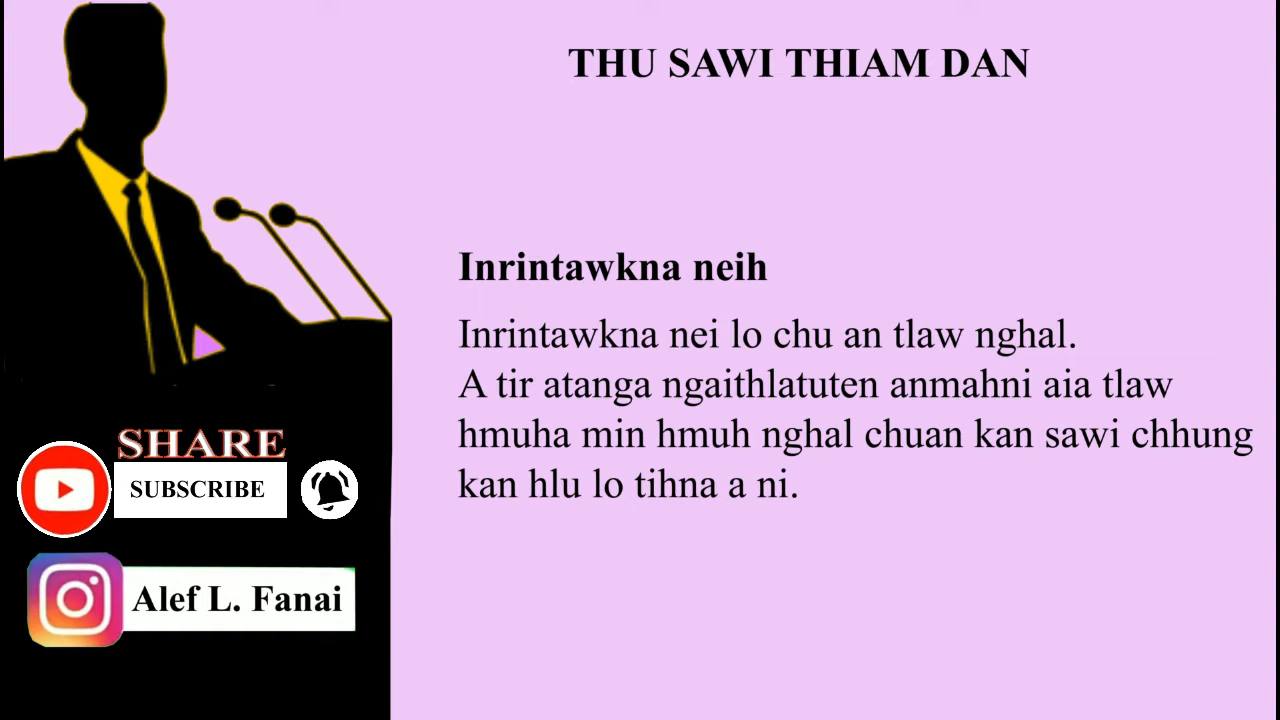 THU SAWI THIAM DAN
Inrintawkna neih
Inrintawkna nei lo chu an tlaw nghal.
A tir atanga ngaithlatuten anmahni aia tlaw
hmuha min hmuh nghal chuan kan sawi chhung
kan hlu lo tihna a ni.
SHARE
SUBSCRIBE
Alef L. Fanai